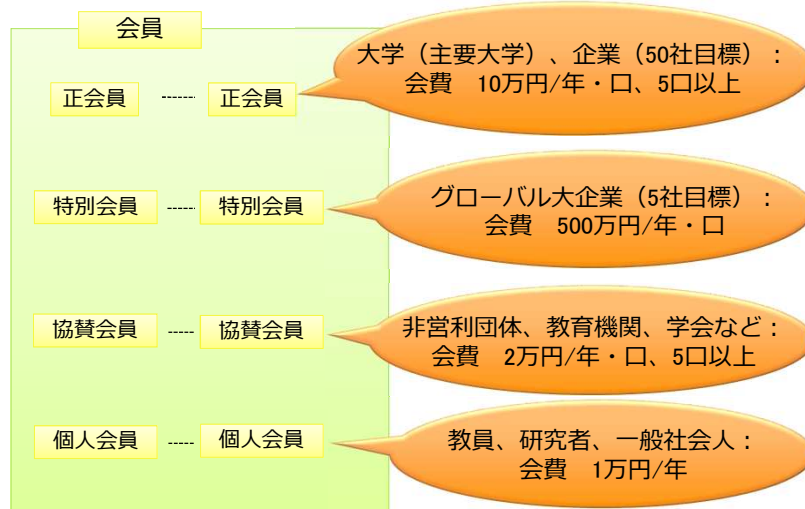 会員
大学（主要大学）、企業（50社目標）：
会費　10万円/年・口、5口以上
正会員 ------ 正会員
グローバル大企業（5社目標）：
会費　500万円/年・口
特別会員 ----- 特別会員
非営利団体、教育機関、学会など：
会費　2万円/年・口、5口以上
協賛会員 ----- 協賛会員
教員、研究者、一般社会人：
会費　1万円/年
個人会員 ----- 個人会員